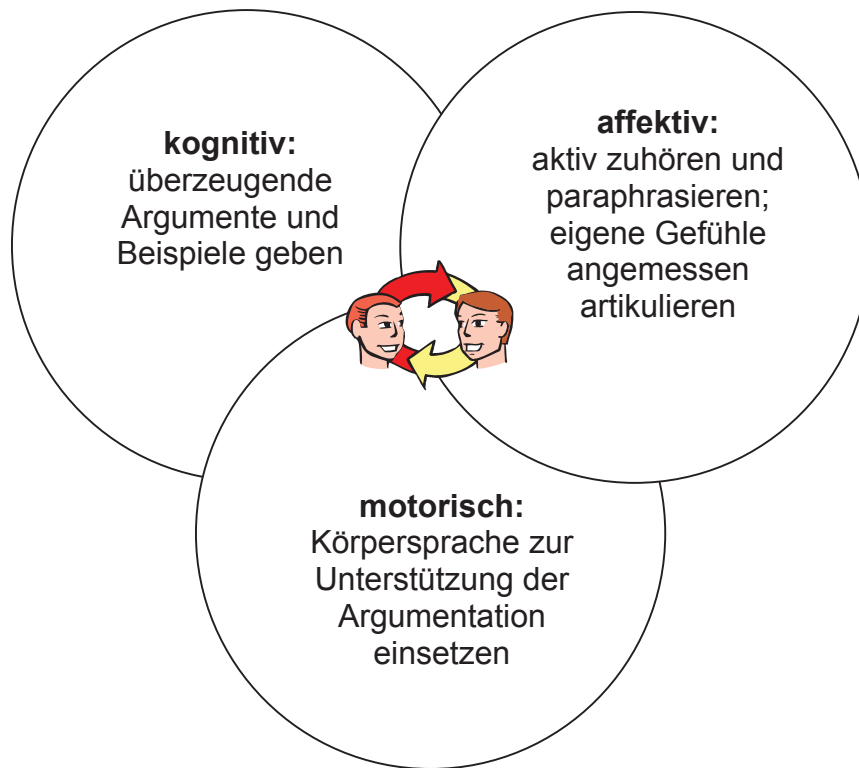 kognitiv:
überzeugende
Argumente und
Beispiele geben
affektiv:
aktiv zuhören und
paraphrasieren;
eigene Gefühle
angemessen
artikulieren
motorisch:
Körpersprache zur
Unterstützung der
Argumentation
einsetzen